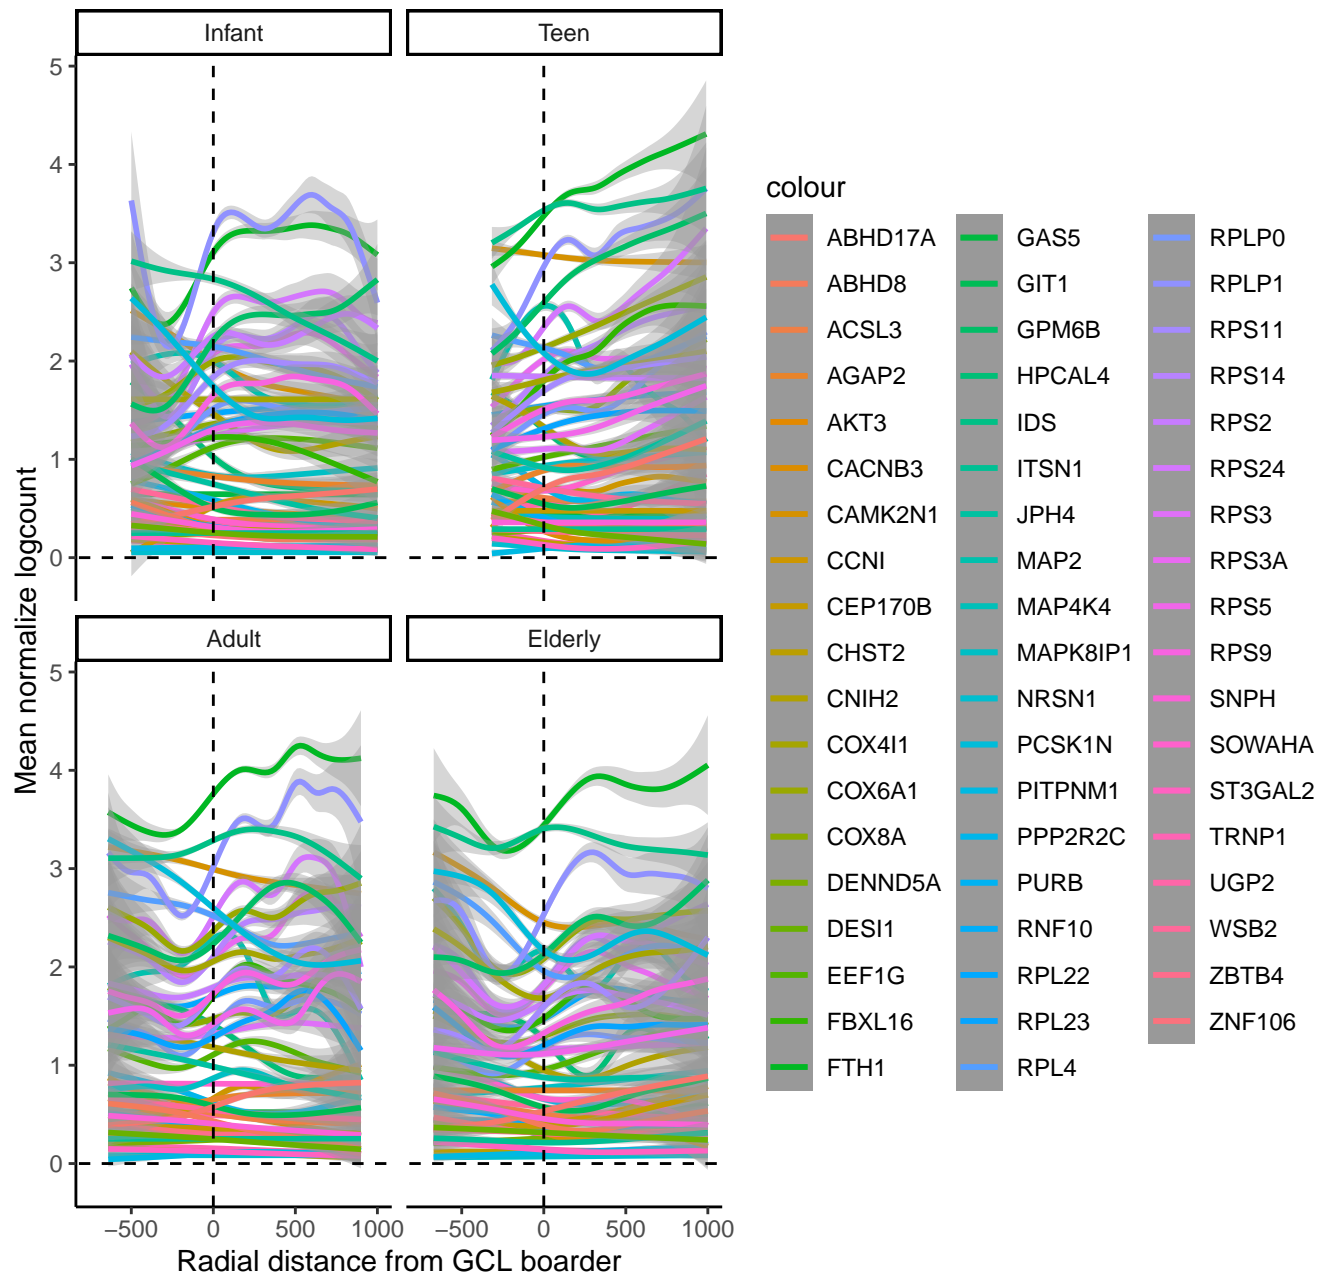 Infant
Teen
5
4
3
2
1
0
Adult
Elderly
5
4
3
2
1
0
−500
0
500
1000
−500
0
500
1000
Mean normalize logcount
Radial distance from GCL boarder
colour
ABHD17A
ABHD8
ACSL3
AGAP2
AKT3
CACNB3
CAMK2N1
CCNI
CEP170B
CHST2
CNIH2
COX4I1
COX6A1
COX8A
DENND5A
DESI1
EEF1G
FBXL16
FTH1
GAS5
GIT1
GPM6B
HPCAL4
IDS
ITSN1
JPH4
MAP2
MAP4K4
MAPK8IP1
NRSN1
PCSK1N
PITPNM1
PPP2R2C
PURB
RNF10
RPL22
RPL23
RPL4
RPLP0
RPLP1
RPS11
RPS14
RPS2
RPS24
RPS3
RPS3A
RPS5
RPS9
SNPH
SOWAHA
ST3GAL2
TRNP1
UGP2
WSB2
ZBTB4
ZNF106